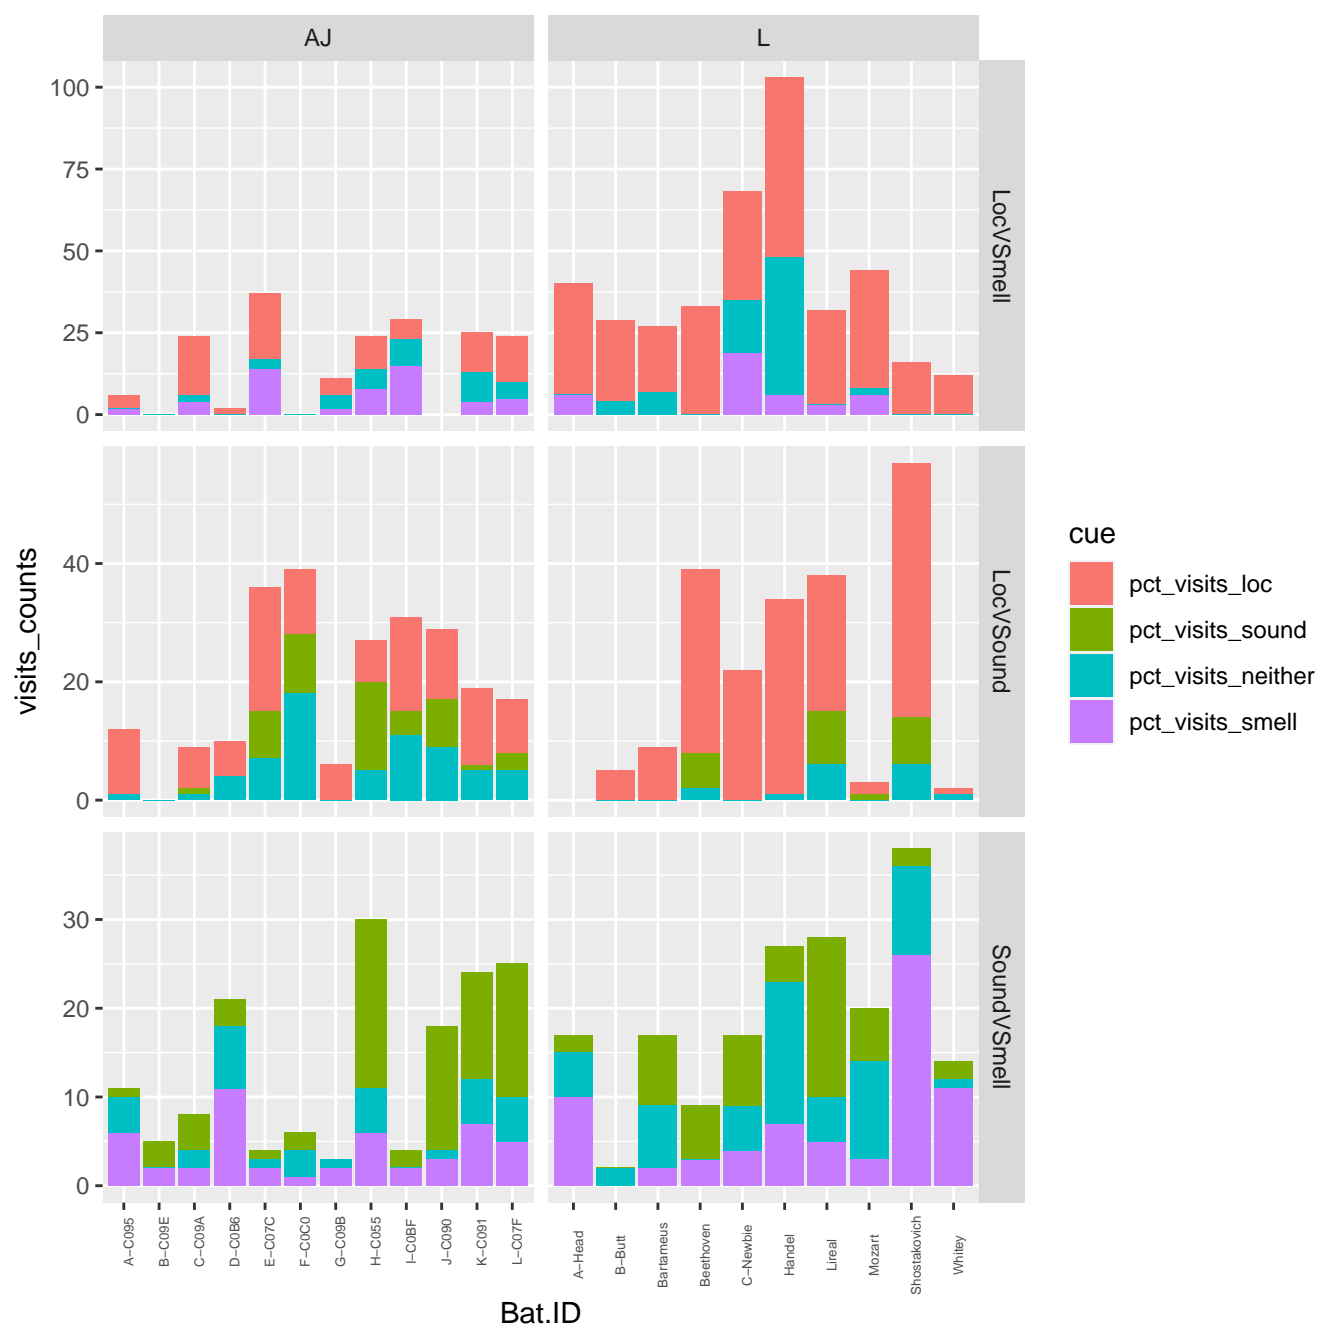 AJ
L
100
75
50
25
0
LocVSmell
40
20
0
LocVSound
30
20
10
0
SoundVSmell
visits_counts
A−C095
B−C09E
C−C09A
D−C0B6
E−C07C
F−C0C0
G−C09B
H−C055
I−C0BF
J−C090
K−C091
L−C07F
A−Head
B−Butt
Bartameus
Beethoven
C−Newbie
Handel
Lireal
Mozart
Shostakovich
Whitey
Bat.ID
cue
pct_visits_loc
pct_visits_sound
pct_visits_neither
pct_visits_smell